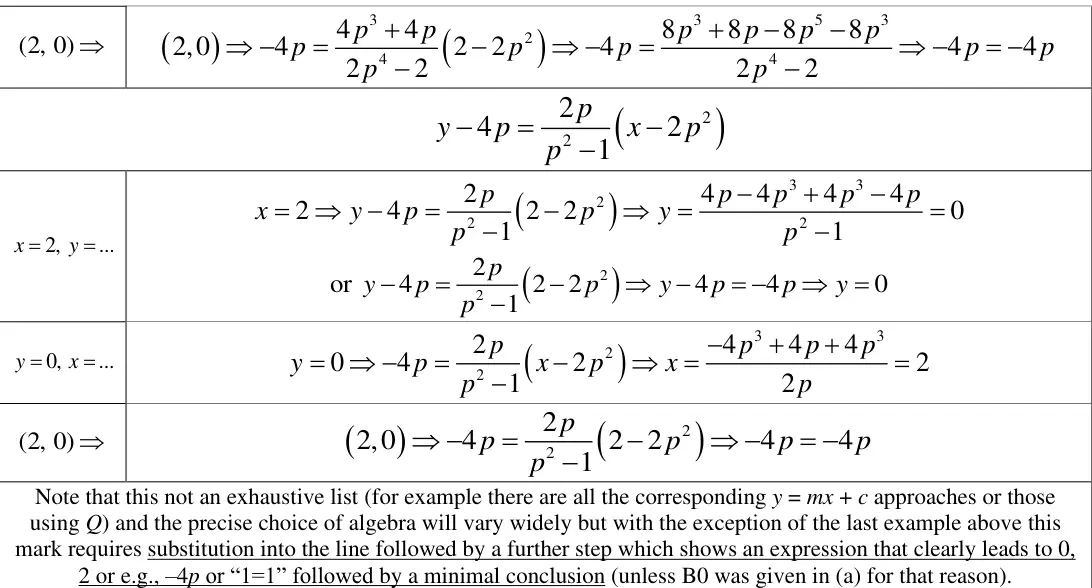 (2, 0) ⇒ (2,0) ⇒ −4p = (4p³ + 4p)/(2p⁴ − 2) (2 − 2p²) ⇒ −4p = (8p³ + 8p − 8p⁵ − 8p³)/(2p⁴ − 2) ⇒ −4p = −4p
y − 4p = 2p/(p² − 1) (x − 2p²)
x = 2, y = ... x = 2 ⇒ y − 4p = 2p/(p² − 1) (2 − 2p²) ⇒ y = (4p − 4p³ + 4p³ − 4p)/(p² − 1) = 0
or y − 4p = 2p/(p² − 1) (2 − 2p²) ⇒ y − 4p = −4p ⇒ y = 0
y = 0, x = ... y = 0 ⇒ −4p = 2p/(p² − 1) (x − 2p²) ⇒ x = (−4p³ + 4p + 4p³)/(2p) = 2
(2, 0) ⇒ (2,0) ⇒ −4p = 2p/(p² − 1) (2 − 2p²) ⇒ −4p = −4p
Note that this not an exhaustive list (for example there are all the corresponding y = mx + c approaches or those
using Q) and the precise choice of algebra will vary widely but with the exception of the last example above this
mark requires substitution into the line followed by a further step which shows an expression that clearly leads to 0,
2 or e.g., –4p or “1=1” followed by a minimal conclusion (unless B0 was given in (a) for that reason).